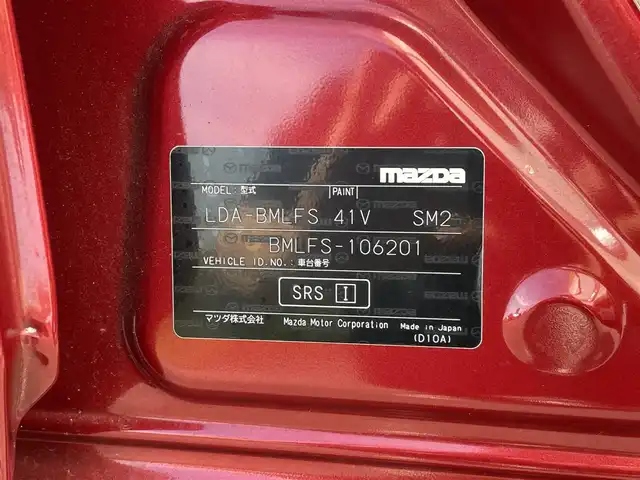 mazda
MODEL: 型式 PAINT
LDA-BMLFS 41V SM2
BMLFS-106201
VEHICLE ID.NO.: 車台番号
SRS I
マツダ株式会社 Mazda Motor Corporation Made in Japan
(D10A)